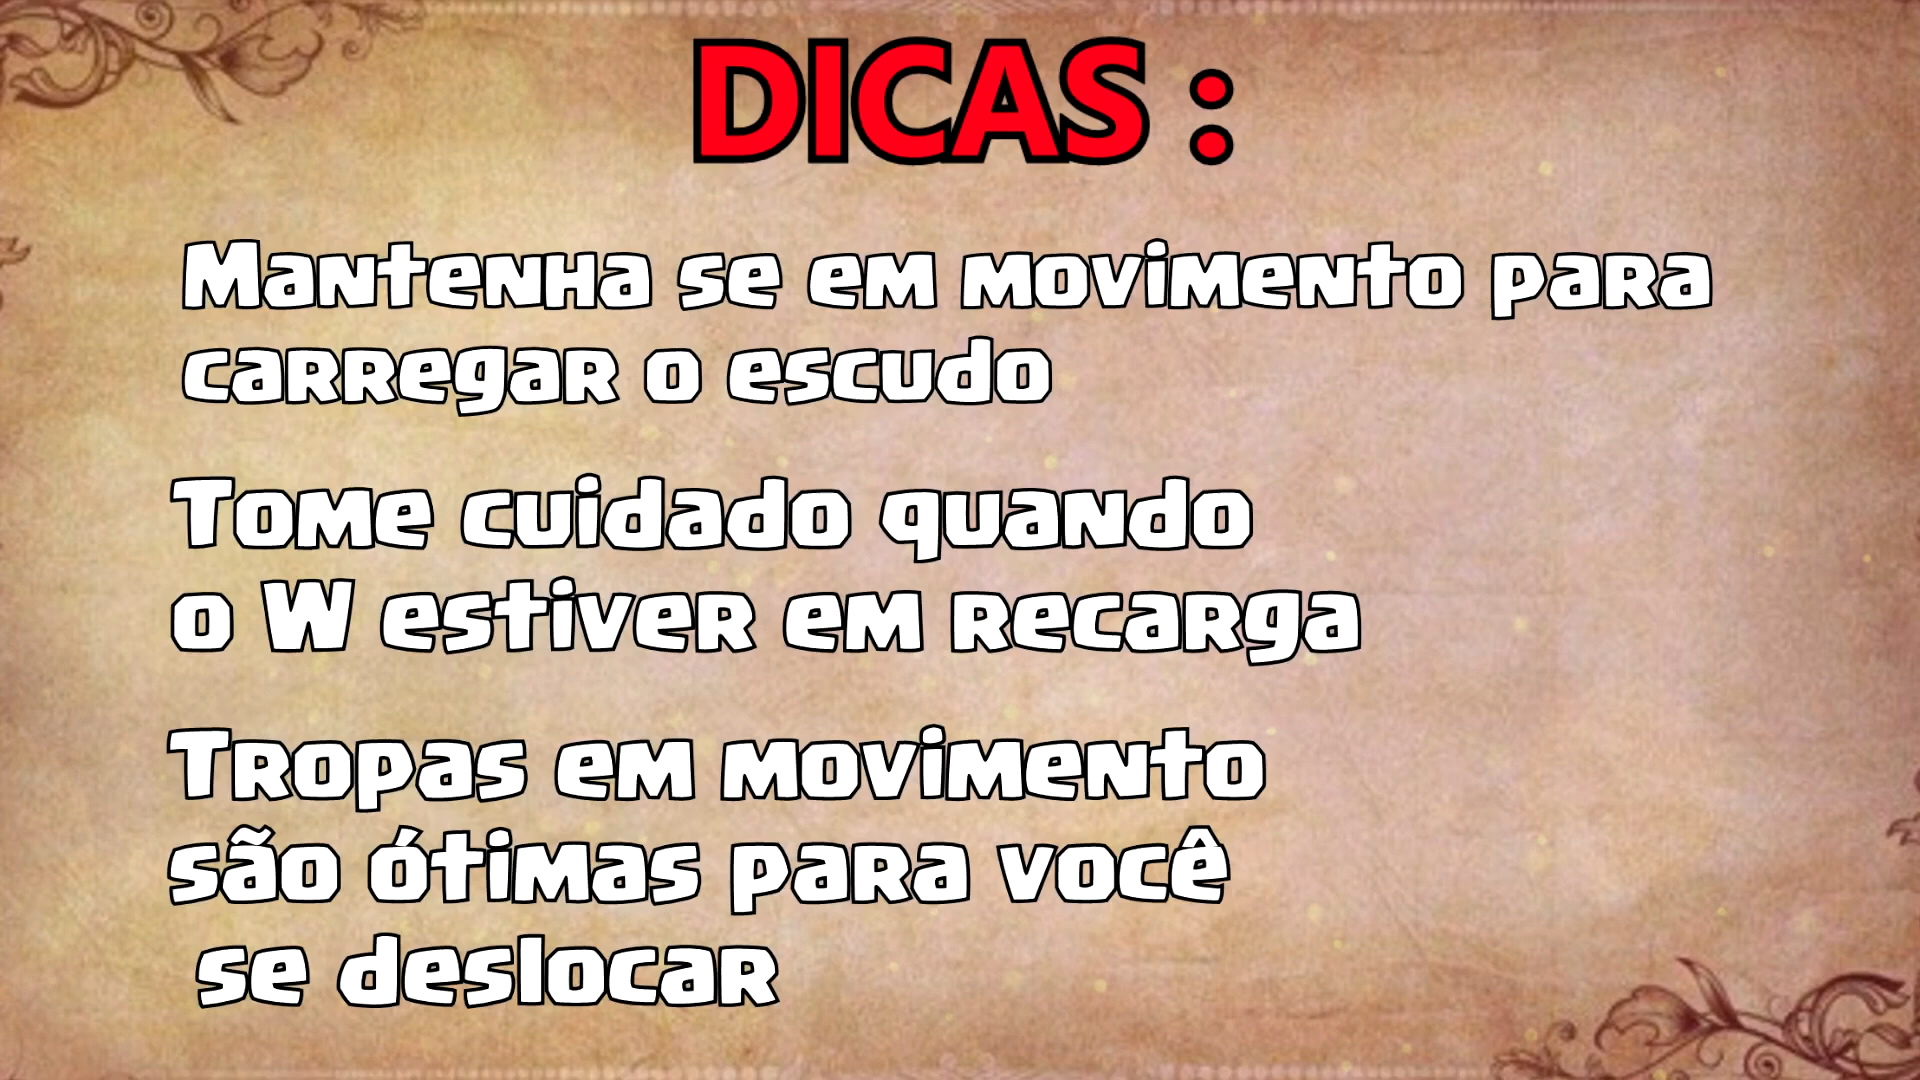 DICAS :
Mantenha se em movimento para
carregar o escudo
Tome cuidado quando
o W estiver em recarga
Tropas em movimento
são ótimas para você
se deslocar